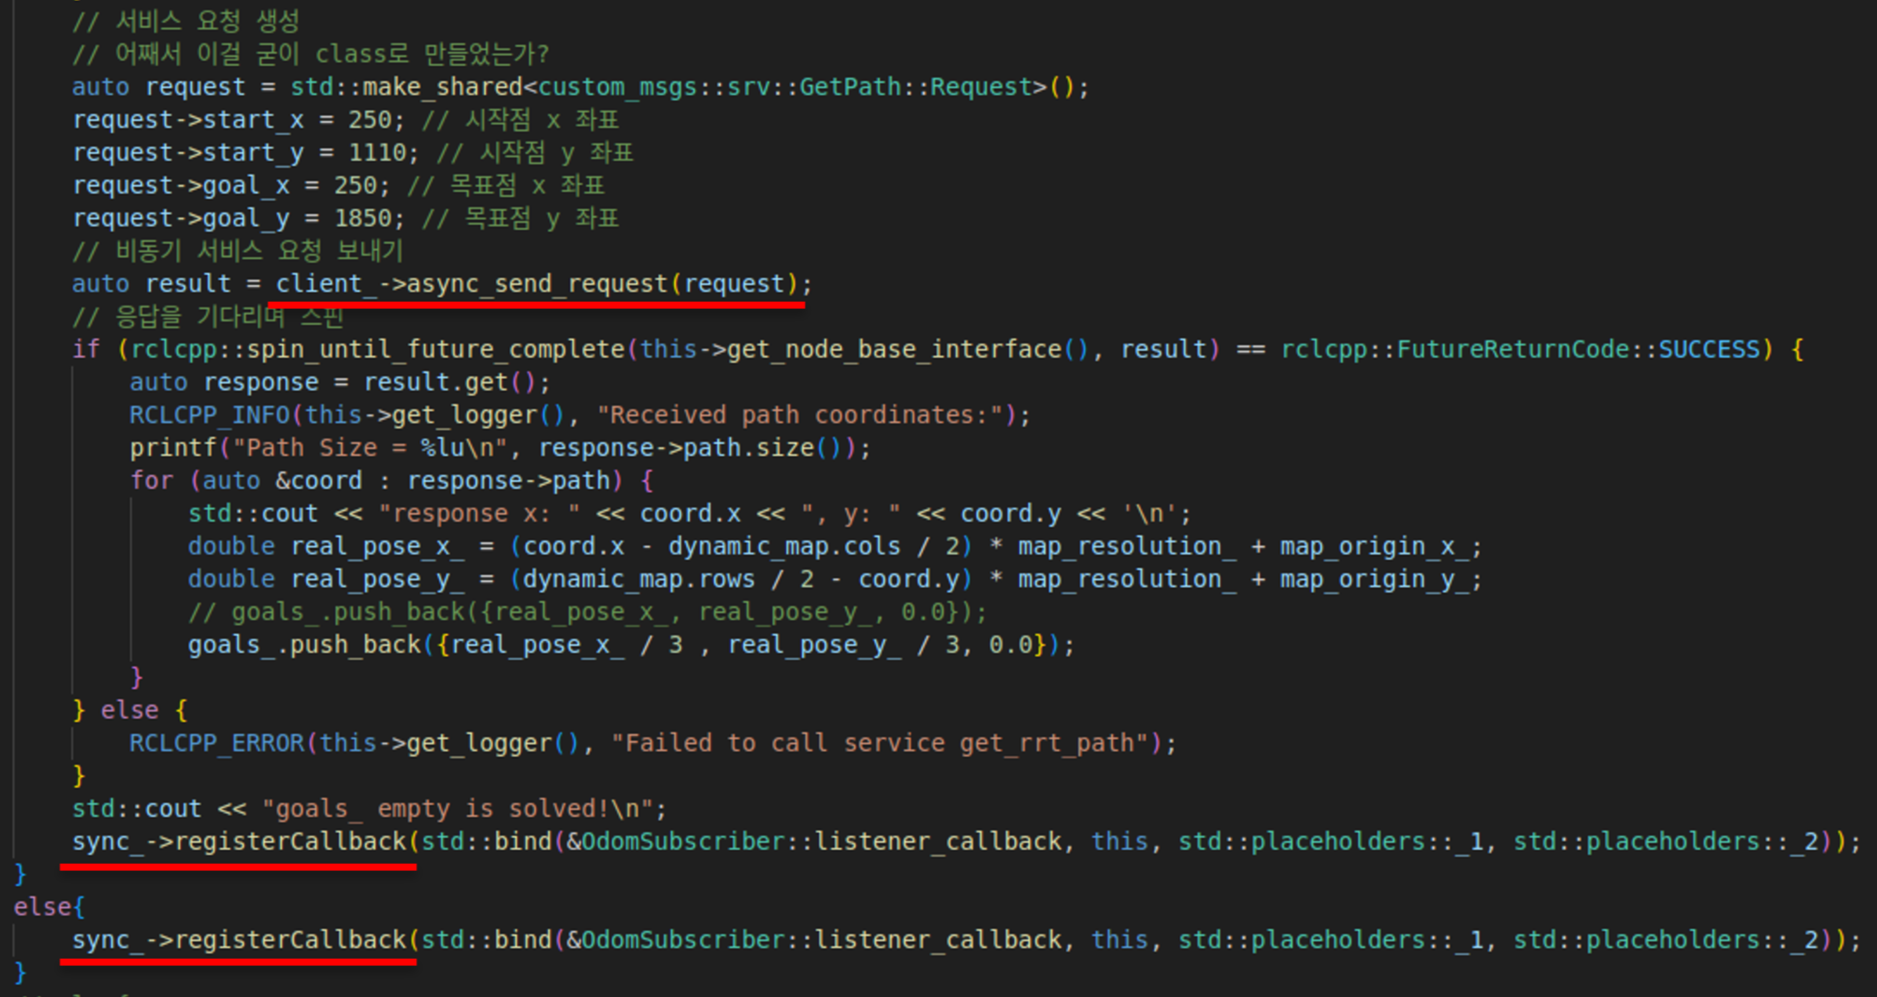 // 서비스 요청 생성
// 어째서 이걸 굳이 class로 만들었는가?
auto request = std::make_shared<custom_msgs::srv::GetPath::Request>();
request->start_x = 250; // 시작점 x 좌표
request->start_y = 1110; // 시작점 y 좌표
request->goal_x = 250; // 목표점 x 좌표
request->goal_y = 1850; // 목표점 y 좌표
// 비동기 서비스 요청 보내기
auto result = client_->async_send_request(request);
// 응답을 기다리며 스핀
if (rclcpp::spin_until_future_complete(this->get_node_base_interface(), result) == rclcpp::FutureReturnCode::SUCCESS) {
auto response = result.get();
RCLCPP_INFO(this->get_logger(), "Received path coordinates:");
printf("Path Size = %lu\n", response->path.size());
for (auto &coord : response->path) {
std::cout << "response x: " << coord.x << ", y: " << coord.y << '\n';
double real_pose_x_ = (coord.x - dynamic_map.cols / 2) * map_resolution_ + map_origin_x_;
double real_pose_y_ = (dynamic_map.rows / 2 - coord.y) * map_resolution_ + map_origin_y_;
// goals_.push_back({real_pose_x_, real_pose_y_, 0.0});
goals_.push_back({real_pose_x_ / 3 , real_pose_y_ / 3, 0.0});
}
} else {
RCLCPP_ERROR(this->get_logger(), "Failed to call service get_rrt_path");
}
std::cout << "goals_ empty is solved!\n";
sync_->registerCallback(std::bind(&OdomSubscriber::listener_callback, this, std::placeholders::_1, std::placeholders::_2));
}
else{
sync_->registerCallback(std::bind(&OdomSubscriber::listener_callback, this, std::placeholders::_1, std::placeholders::_2));
}